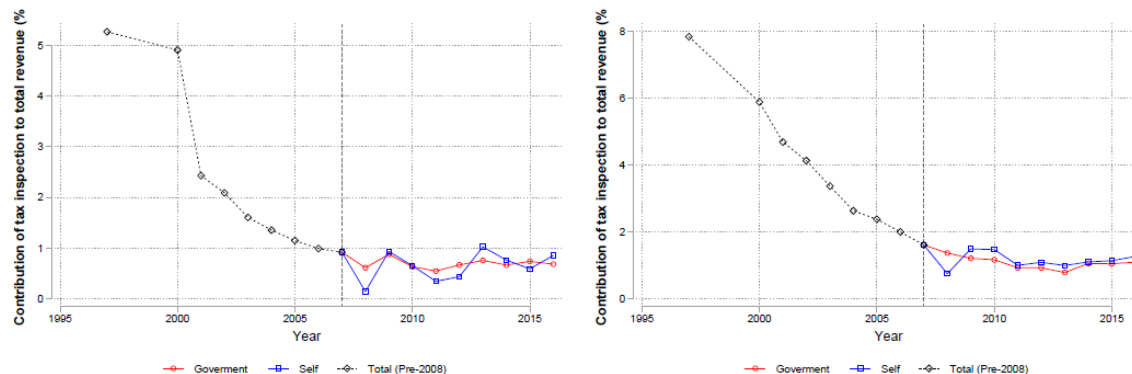 Contribution of tax inspection to total revenue (%
5
4
3
2
1
0
1995 2000 2005 2010 2015
Year
Goverment Self Total (Pre-2008)
Contribution of tax inspection to total revenue (%
8
6
4
2
0
1995 2000 2005 2010 2015
Year
Goverment Self Total (Pre-2008)